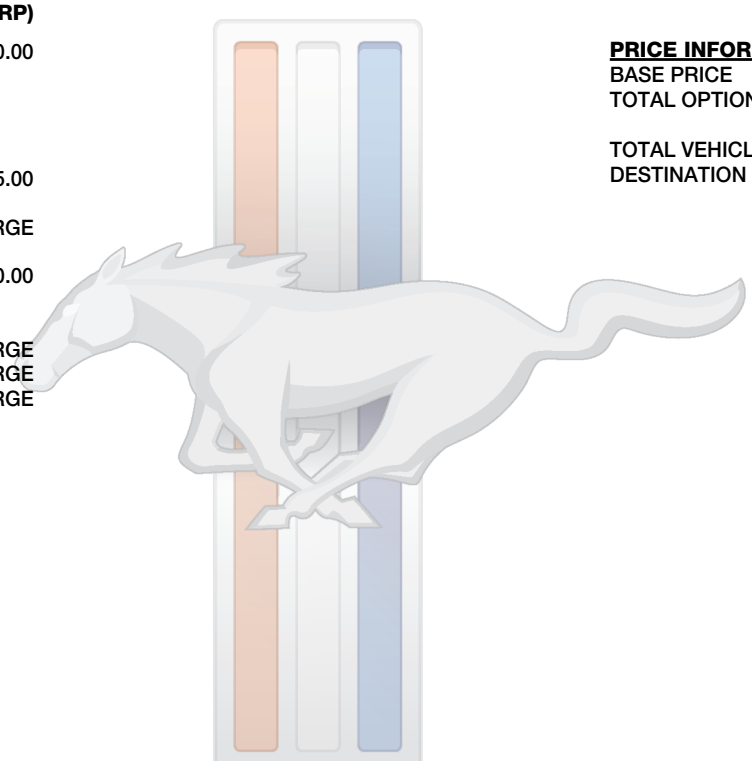 RP)
0.00
5.00
RGE
0.00
RGE
RGE
RGE
PRICE INFOR
BASE PRICE
TOTAL OPTION
TOTAL VEHICL
DESTINATION